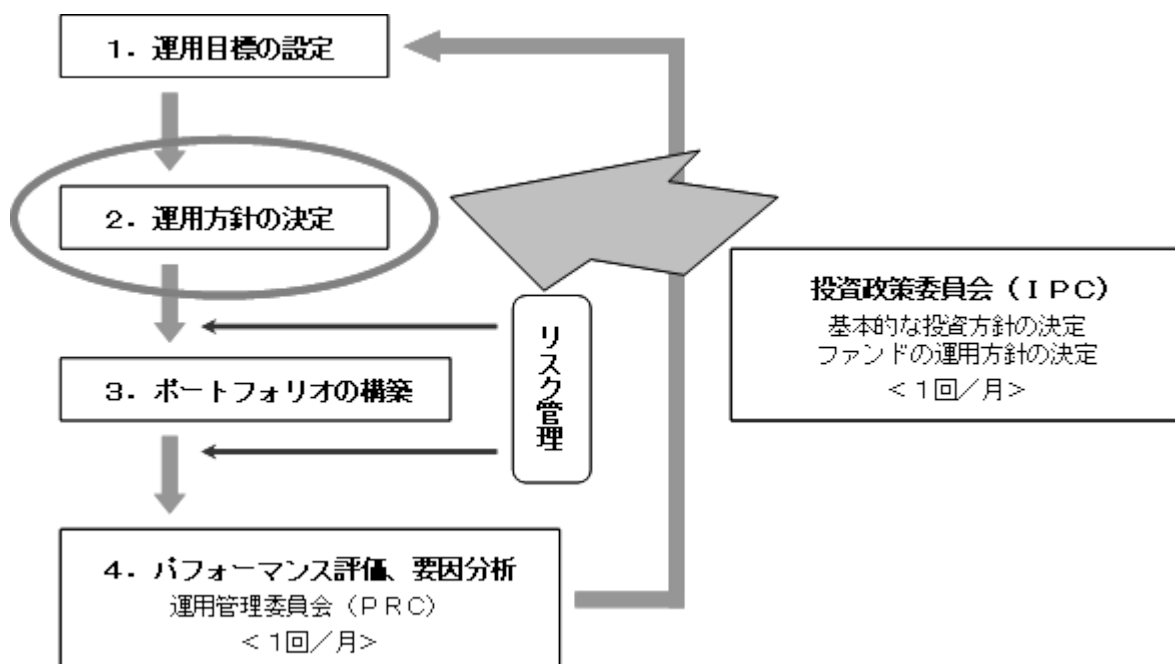 １．運用目標の設定
２．運用方針の決定
３．ポートフォリオの構築
４．パフォーマンス評価、要因分析
運用管理委員会（ＰＲＣ）
＜１回／月＞
リスク管理
投資政策委員会（ＩＰＣ）
基本的な投資方針の決定
ファンドの運用方針の決定
＜１回／月＞